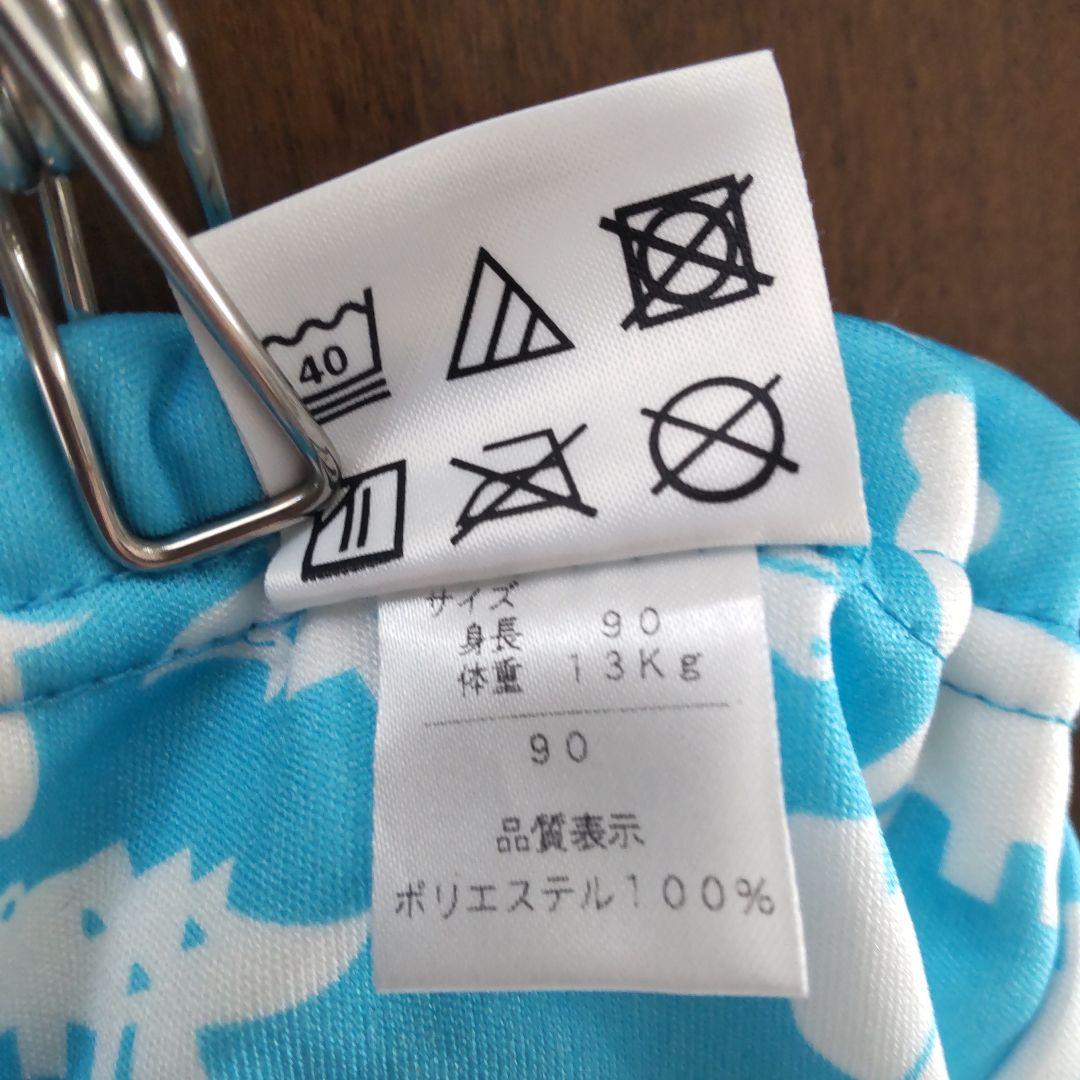 40
サイズ
身長 90
体重 13Kg
90
品質表示
ポリエステル100%